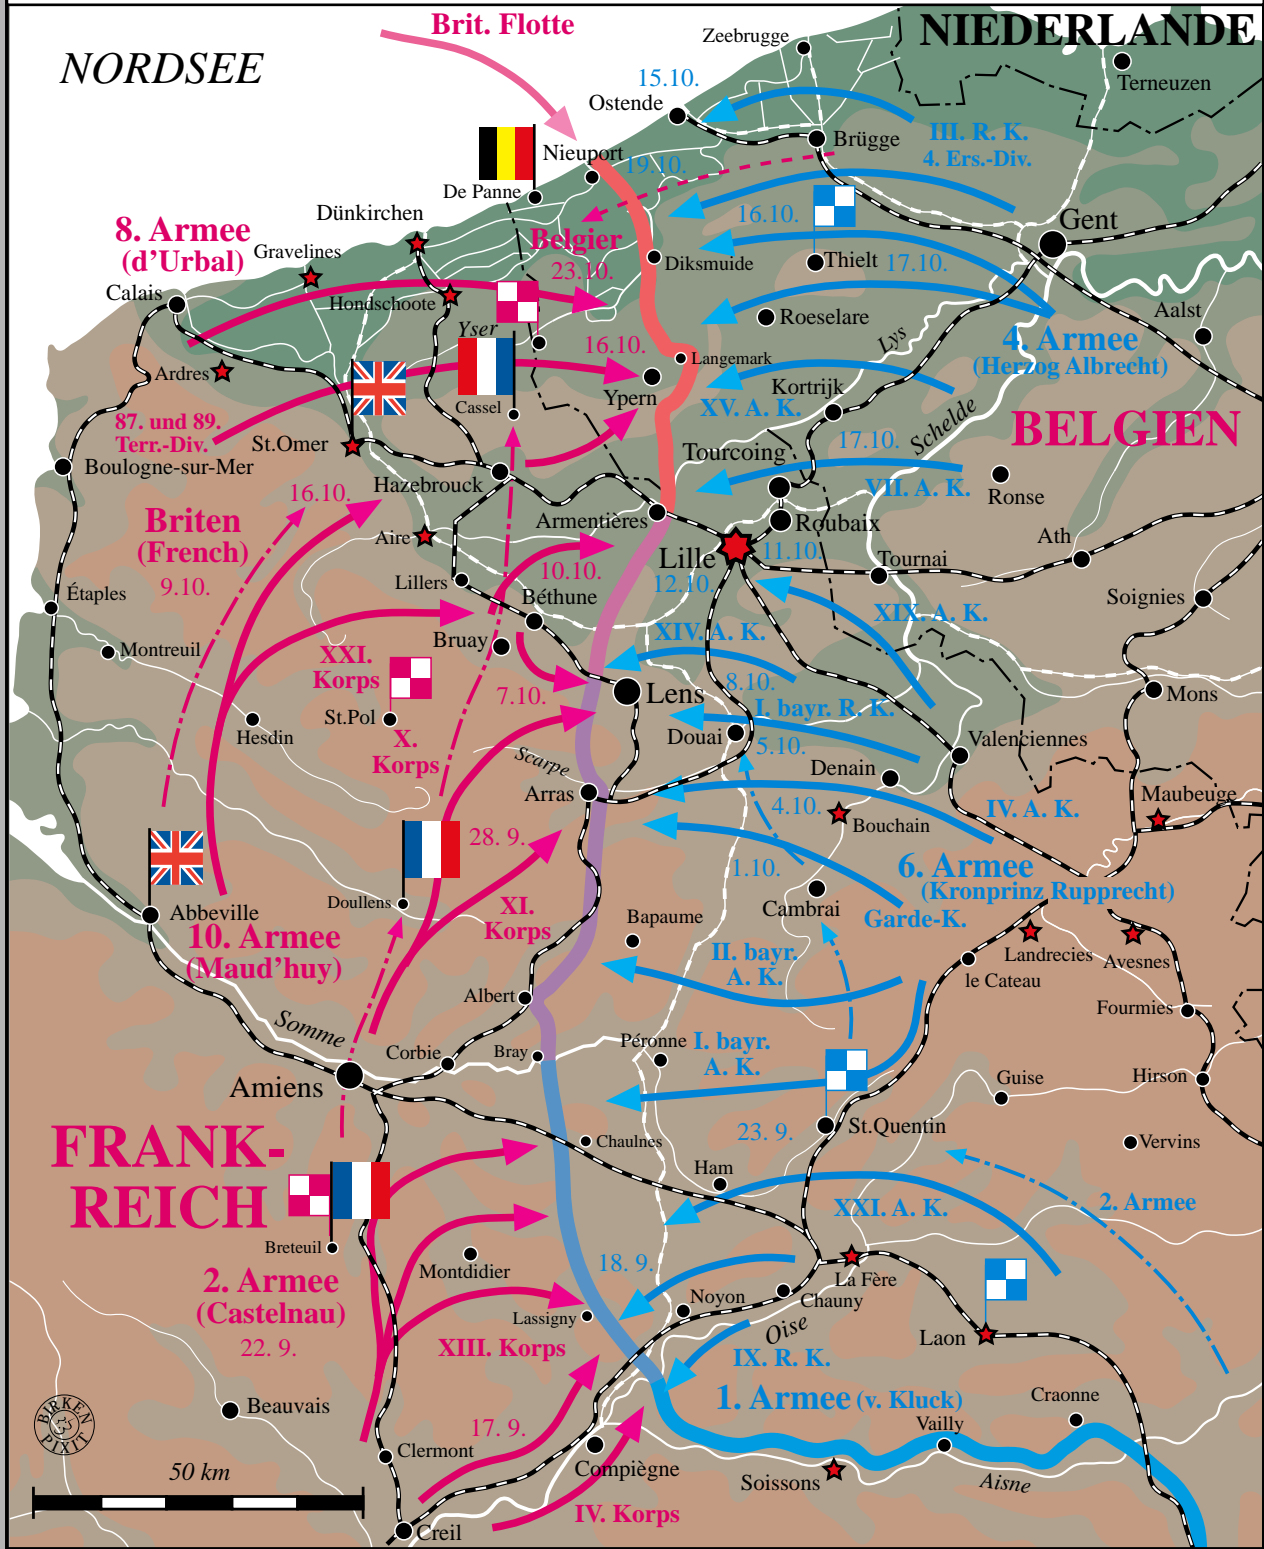 Brit. Flotte
NIEDERLANDE
NORDSEE
Zeebrugge
Terneuzen
15.10.
Ostende
III. R. K.
4. Ers.-Div.
Brügge
Nieuport
19.10.
De Panne
16.10.
Dünkirchen
Gent
8. Armee
(d'Urbal)
Gravelines
Belgier
23.10.
Diksmuide
Thielt
17.10.
Calais
Hondschoote
Roeselare
Aalst
Yser
Lys
4. Armee
(Herzog Albrecht)
16.10.
Langemark
Ardres
Kortrijk
Ypern
Cassel
XV. A. K.
Schelde
BELGIEN
87. und 89.
Terr.-Div.
St.Omer
17.10.
Tourcoing
Boulogne-sur-Mer
Hazebrouck
VII. A. K.
Ronse
16.10.
Briten
(French)
9.10.
Armentières
Roubaix
Aire
Lille
11.10.
Ath
Tournai
10.10.
12.10.
Lillers
Étaples
Béthune
Soignies
XIX. A. K.
Montreuil
Bruay
XIV. A. K.
XXI.
Korps
8.10.
Lens
7.10.
Mons
St.Pol
I. bayr. R. K.
Hesdin
Douai
5.10.
Valenciennes
X.
Korps
Scarpe
Denain
Arras
4.10.
Maubeuge
IV. A. K.
Bouchain
28. 9.
1.10.
6. Armee
(Kronprinz Rupprecht)
Doullens
Cambrai
Garde-K.
Abbeville
XI.
Korps
Bapaume
10. Armee
(Maud'huy)
II. bayr.
A. K.
Landrecies
Avesnes
le Cateau
Albert
Fourmies
Somme
Corbie
Bray
Péronne
I. bayr.
A. K.
Amiens
Guise
Hirson
FRANK-
REICH
Chaulnes
23. 9.
St.Quentin
Vervins
Ham
XXI. A. K.
2. Armee
Breteuil
Montdidier
18. 9.
La Fère
2. Armee
(Castelnau)
22. 9.
Noyon
Chauny
Lassigny
Oise
Laon
XIII. Korps
IX. R. K.
1. Armee (v. Kluck)
Craonne
Beauvais
BIRKEN
PIXIT
17. 9.
Vailly
Clermont
50 km
Compiègne
Soissons
Aisne
IV. Korps
Creil